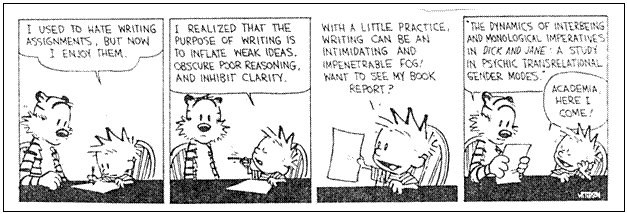 I USED TO HATE WRITING
ASSIGNMENTS, BUT NOW
I ENJOY THEM.
I REALIZED THAT THE
PURPOSE OF WRITING IS
TO INFLATE WEAK IDEAS,
OBSCURE POOR REASONING,
AND INHIBIT CLARITY.
WITH A LITTLE PRACTICE,
WRITING CAN BE AN
INTIMIDATING AND
IMPENETRABLE FOG!
WANT TO SEE MY BOOK
REPORT?
"THE DYNAMICS OF INTERBEING
AND MONOLOGICAL IMPERATIVES
IN DICK AND JANE: A STUDY
IN PSYCHIC TRANSRELATIONAL
GENDER MODES."
ACADEMIA,
HERE I
COME!